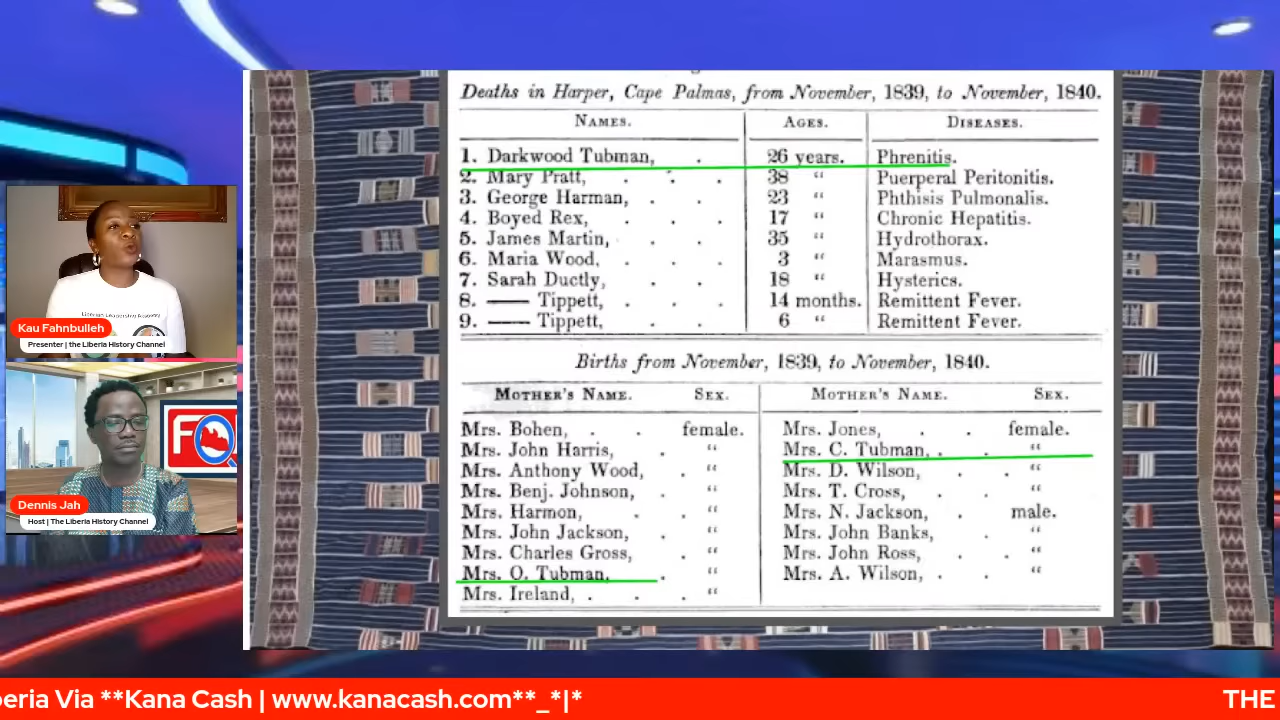 Deaths in Harper, Cape Palmas, from November, 1839, to November, 1840.
NAMES. AGES. DISEASES.
1. Darkwood Tubman, . 26 years. Phrenitis.
2. Mary Pratt, . . . 38 “ Puerperal Peritonitis.
3. George Harman, . . . 23 “ Phthisis Pulmonalis.
4. Boyed Rex, . . . 17 “ Chronic Hepatitis.
5. James Martin, . . . 35 “ Hydrothorax.
6. Maria Wood, . . . 3 “ Marasmus.
7. Sarah Ductly, . . . 18 “ Hysterics.
8. —— Tippett, . . . 14 months. Remittent Fever.
9. —— Tippett, . . 6 “ Remittent Fever.
Births from November, 1839, to November, 1840.
MOTHER'S NAME. SEX. MOTHER'S NAME. SEX.
Mrs. Bohen, . . female. Mrs. Jones, . . female.
Mrs. John Harris, . “ Mrs. C. Tubman, . . “
Mrs. Anthony Wood, . “ Mrs. D. Wilson, . . “
Mrs. Benj. Johnson, . “ Mrs. T. Cross, . . “
Mrs. Harmon, . . “ Mrs. N. Jackson, . male.
Mrs. John Jackson, . “ Mrs. John Banks, . “
Mrs. Charles Gross, . “ Mrs. John Ross, . . “
Mrs. O. Tubman, . “ Mrs. A. Wilson, . . “
Mrs. Ireland, . . . “
Kau Fahnbulleh
Presenter | the Liberia History Channel
Dennis Jah
Host | The Liberia History Channel
beria Via **Kana Cash | www.kanacash.com**_*|* THE